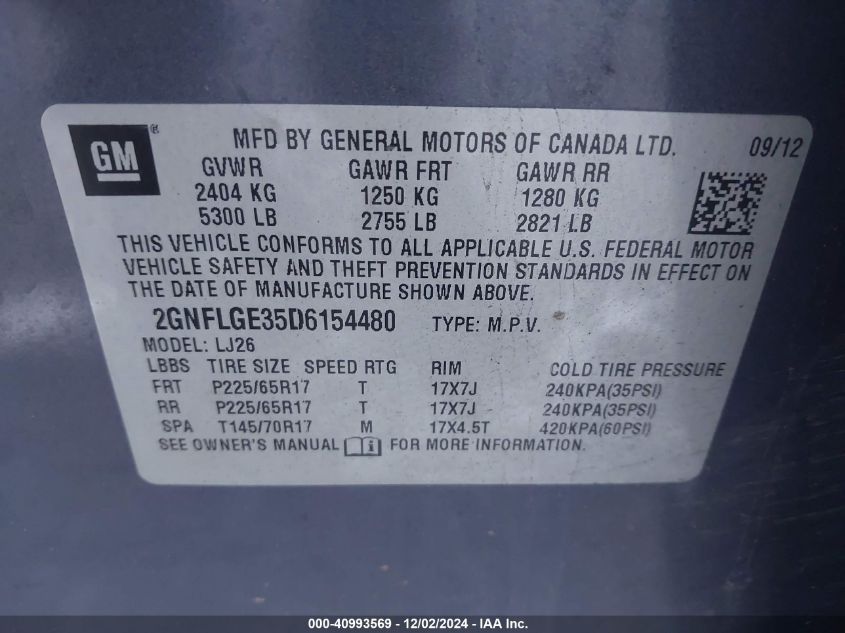 GM® MFD BY GENERAL MOTORS OF CANADA LTD. 09/12
GVWR GAWR FRT GAWR RR
2404 KG 1250 KG 1280 KG
5300 LB 2755 LB 2821 LB
THIS VEHICLE CONFORMS TO ALL APPLICABLE U.S. FEDERAL MOTOR
VEHICLE SAFETY AND THEFT PREVENTION STANDARDS IN EFFECT ON
THE DATE OF MANUFACTURE SHOWN ABOVE.
2GNFLGE35D6154480 TYPE: M.P.V.
MODEL: LJ26
LBBS TIRE SIZE SPEED RTG RIM COLD TIRE PRESSURE
FRT P225/65R17 T 17X7J 240KPA(35PSI)
RR P225/65R17 T 17X7J 240KPA(35PSI)
SPA T145/70R17 M 17X4.5T 420KPA(60PSI)
SEE OWNER'S MANUAL i FOR MORE INFORMATION.
000-40993569 - 12/02/2024 - IAA Inc.